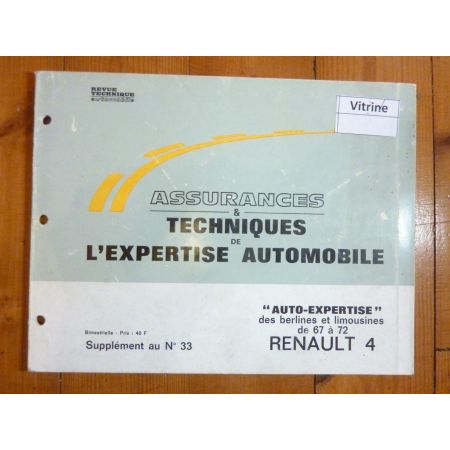 REVUE
TECHNIQUE
automobile
Vitrine
ASSURANCES
&
TECHNIQUES
DE
L'EXPERTISE AUTOMOBILE
"AUTO-EXPERTISE"
des berlines et limousines
de 67 à 72
RENAULT 4
Bimestrielle - Prix : 40 F
Supplément au N° 33